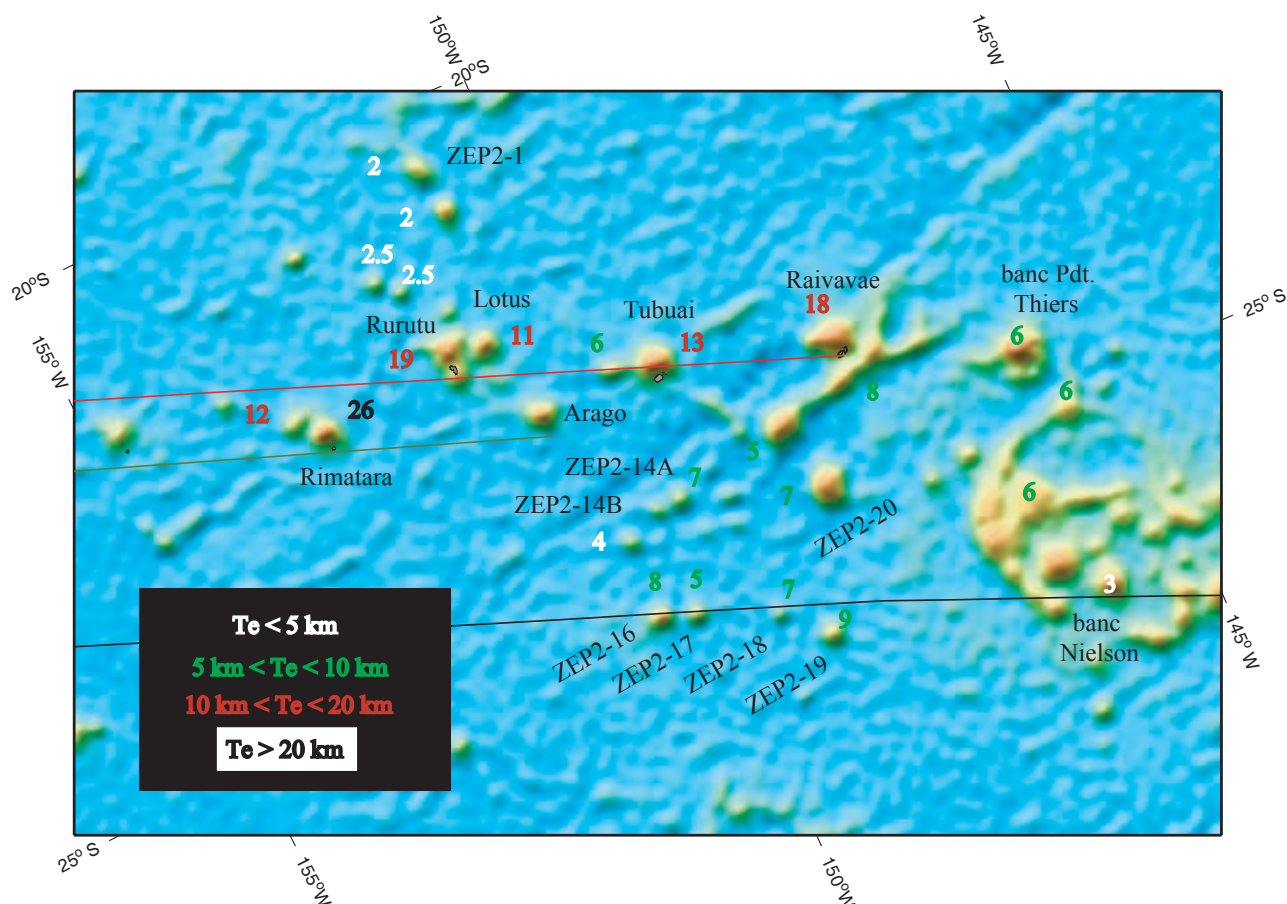 150°W
20°S
145°W
ZEP2-1
2
2
2.5
2.5
20°S
Raivavae
banc Pdt.
Thiers
Lotus
Tubuai
18
25°S
Rurutu
11
6
13
6
19
155°W
8
6
12
26
Arago
5
Rimatara
ZEP2-14A
7
7
6
ZEP2-14B
ZEP2-20
4
8
5
7
3
9
banc
Nielson
ZEP2-16
ZEP2-17
ZEP2-18
ZEP2-19
145°W
Te < 5 km
5 km < Te < 10 km
10 km < Te < 20 km
Te > 20 km
25° S
155°W
150°W